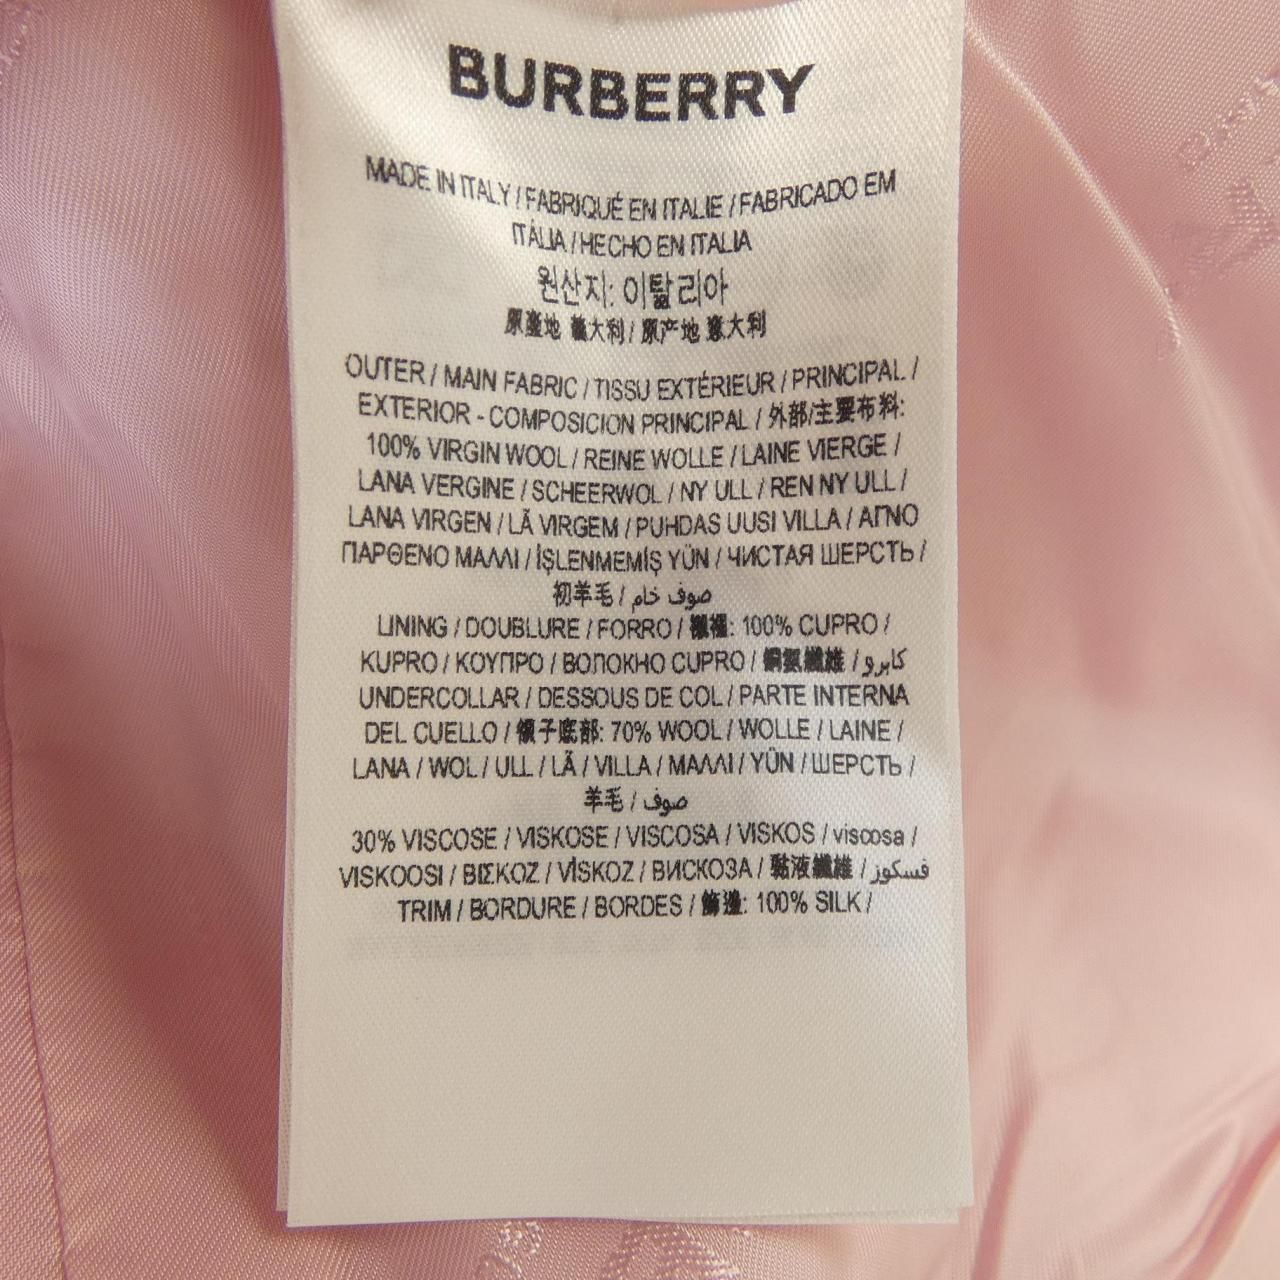 BURBERRY
MADE IN ITALY / FABRIQUÉ EN ITALIE / FABRICADO EM
ITÁLIA / HECHO EN ITALIA
원산지: 이탈리아
原產地 義大利 / 原产地 意大利
OUTER / MAIN FABRIC / TISSU EXTÉRIEUR / PRINCIPAL /
EXTERIOR - COMPOSICION PRINCIPAL / 外部/主要布料:
100% VIRGIN WOOL / REINE WOLLE / LAINE VIERGE /
LANA VERGINE / SCHEERWOL / NY ULL / REN NY ULL /
LANA VIRGEN / LÃ VIRGEM / PUHDAS UUSI VILLA / ΑΓΝΟ
ΠΑΡΘΕΝΟ ΜΑΛΛΙ / İŞLENMEMİŞ YÜN / ЧИСТАЯ ШЕРСТЬ /
初羊毛 / صوف خام
LINING / DOUBLURE / FORRO / 襯裡: 100% CUPRO /
KUPRO / ΚΟΥΠΡΟ / ВОЛОКНО CUPRO / 銅氨纖維 / كابرو
UNDERCOLLAR / DESSOUS DE COL / PARTE INTERNA
DEL CUELLO / 領子底部: 70% WOOL / WOLLE / LAINE /
LANA / WOL / ULL / LÃ / VILLA / ΜΑΛΛΙ / YÜN / ШЕРСТЬ /
羊毛 / صوف
30% VISCOSE / VISKOSE / VISCOSA / VISKOS / viscosa /
VISKOOSI / ΒΙΣΚΟΖ / VİSKOZ / ВИСКОЗА / 黏液纖維 / فسكوز
TRIM / BORDURE / BORDES / 飾邊: 100% SILK /